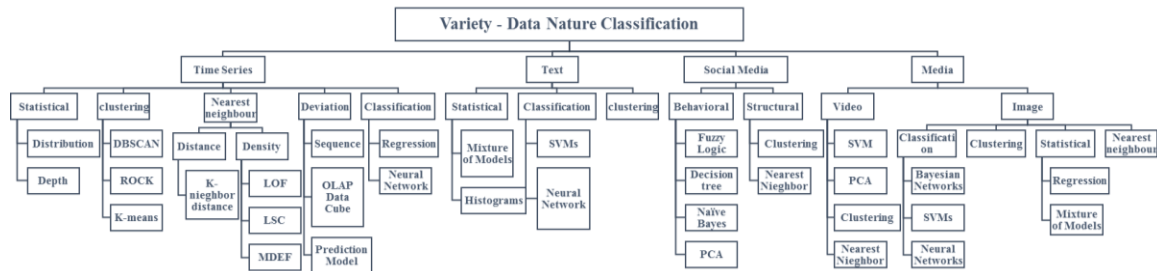 Variety - Data Nature Classification
Time Series
Text
Social Media
Media
Statistical
clustering
Nearest
neighbour
Deviation
Classification
Statistical
Classification
clustering
Behavioral
Structural
Video
Image
Distribution
Depth
DBSCAN
ROCK
K-means
Distance
Density
K-
nieghbor
distance
LOF
LSC
MDEF
Sequence
OLAP
Data
Cube
Prediction
Model
Regression
Neural
Network
Mixture
of Models
Histograms
SVMs
Neural
Network
Fuzzy
Logic
Decision
tree
Naïve
Bayes
PCA
Clustering
Nearest
Nieghbor
SVM
PCA
Clustering
Nearest
Nieghbor
Classificati
on
Clustering
Statistical
Nearest
neighbour
Bayesian
Networks
SVMs
Neural
Networks
Regression
Mixture
of Models